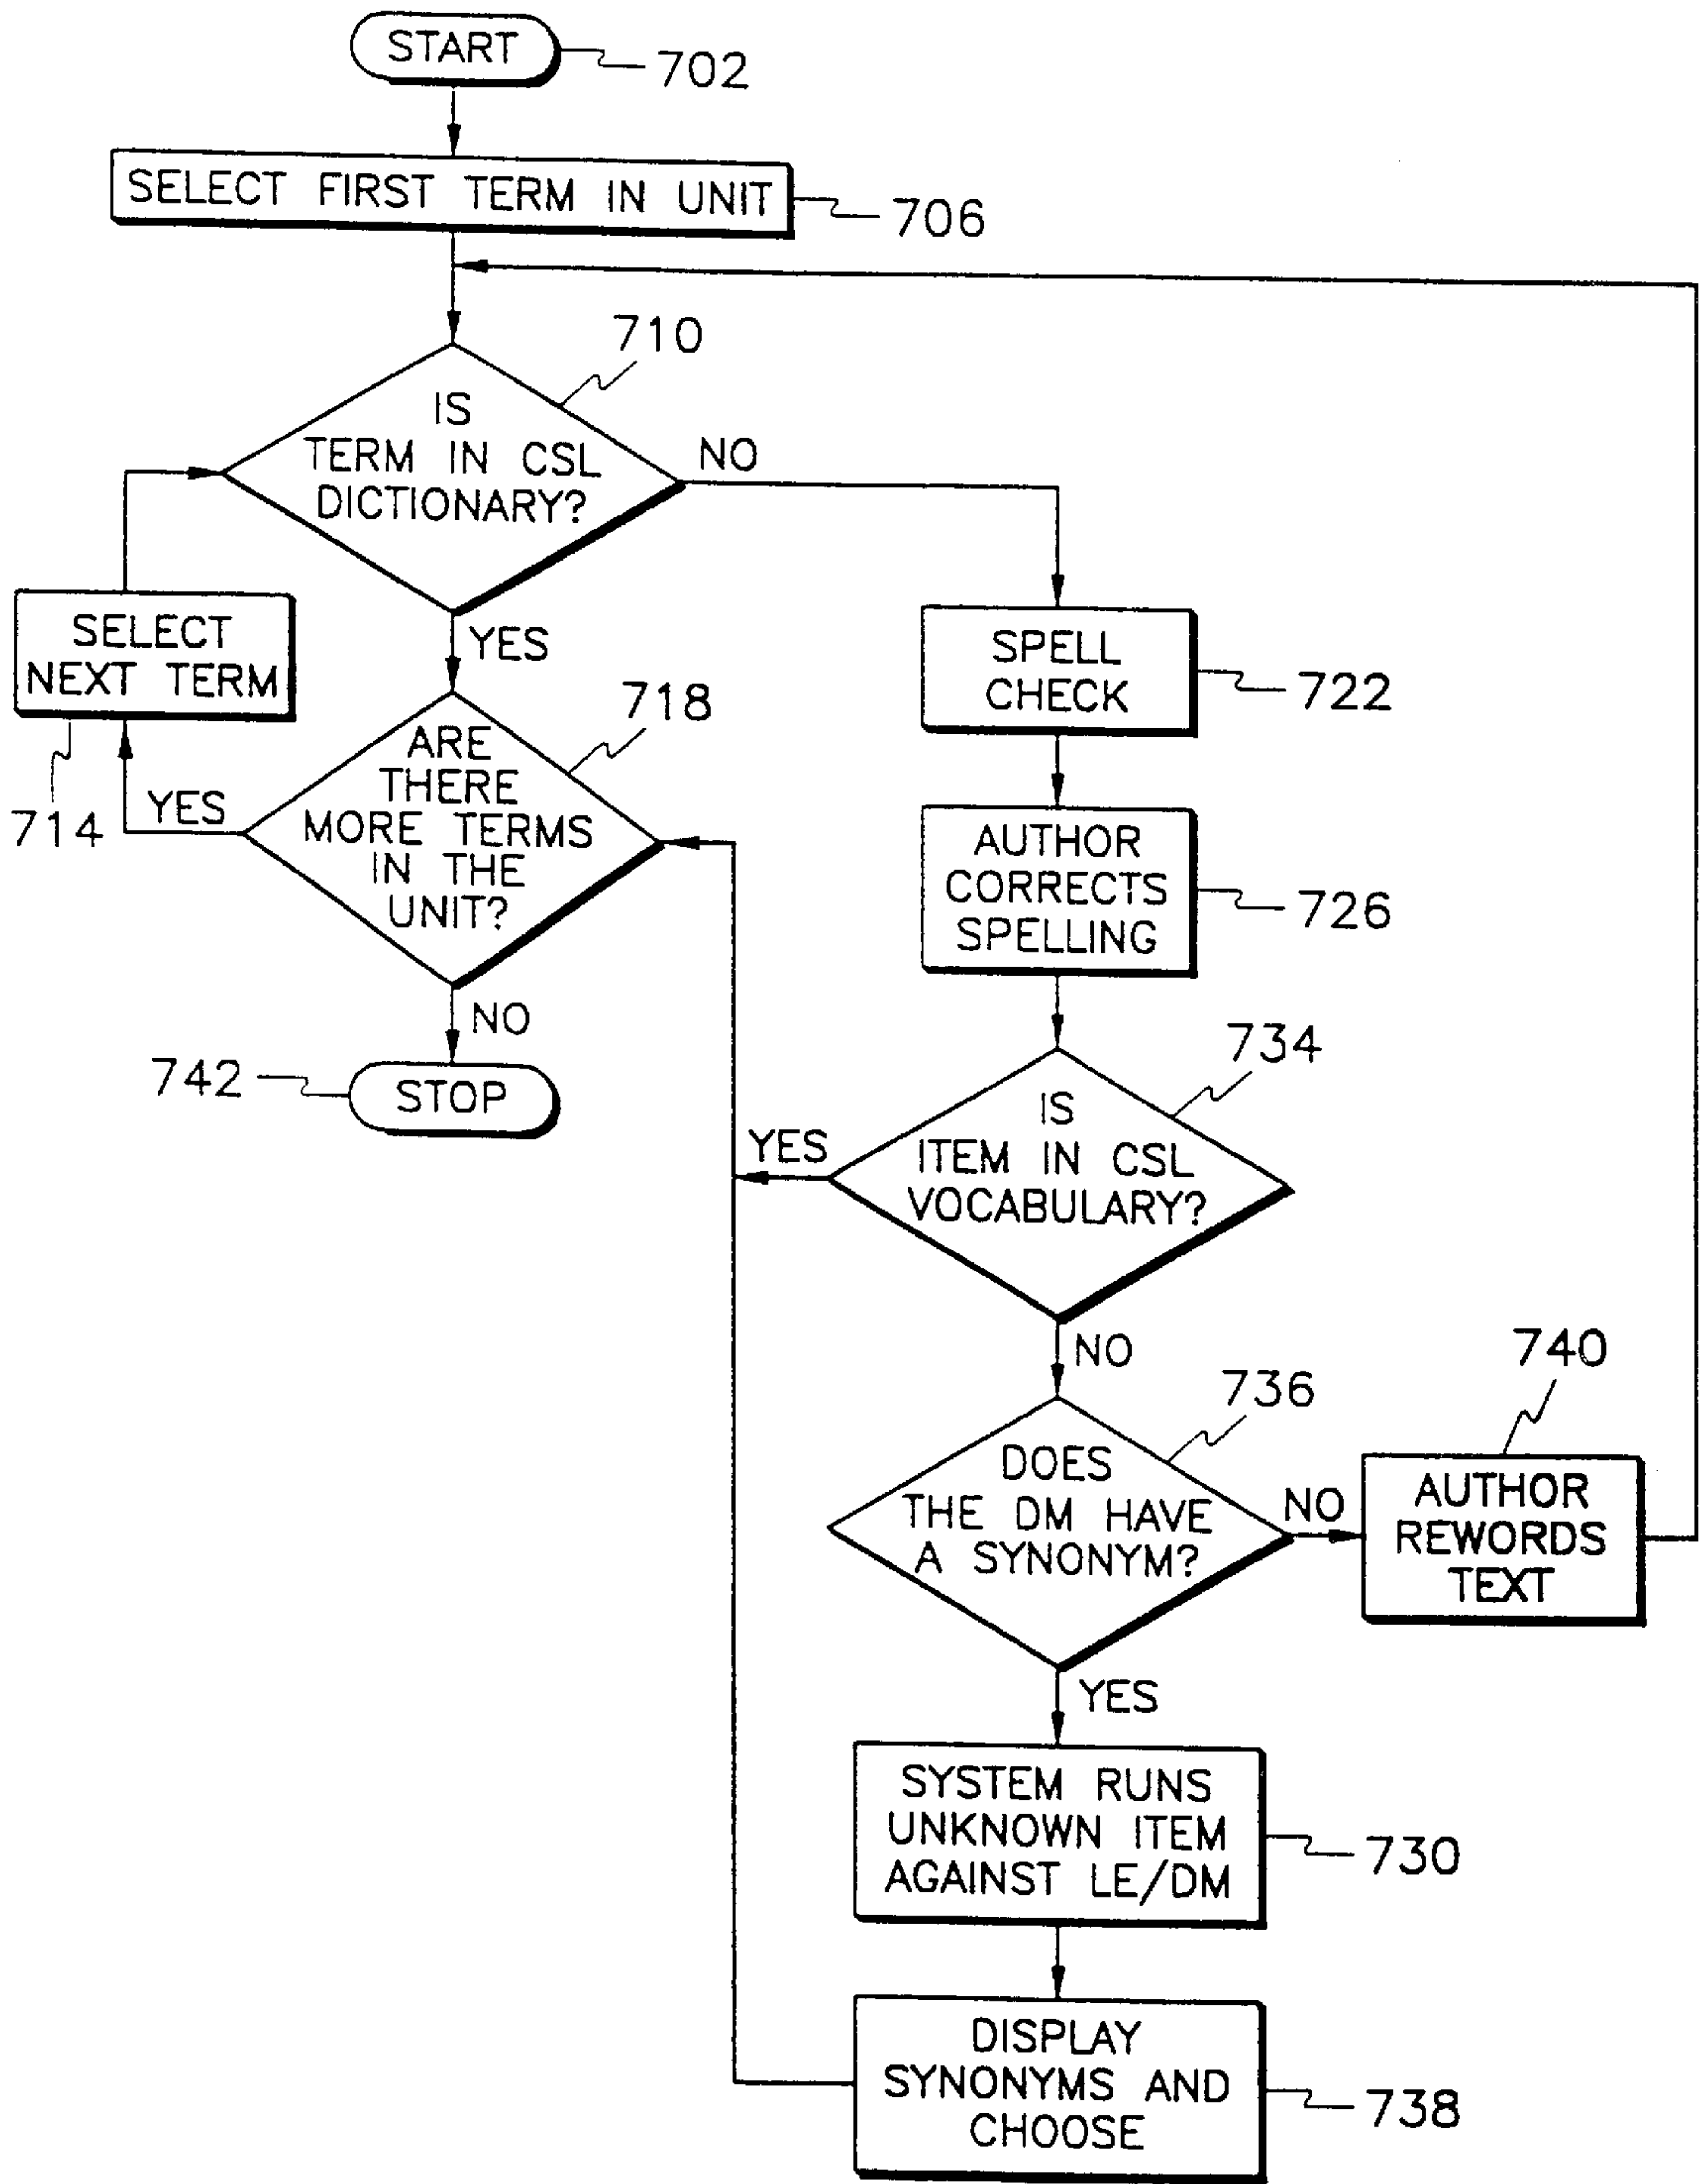 START
702
SELECT FIRST TERM IN UNIT
706
710
IS
TERM IN CSL
DICTIONARY?
NO
YES
SELECT
NEXT TERM
714
718
ARE
THERE
MORE TERMS
IN THE
UNIT?
YES
NO
742
STOP
SPELL
CHECK
722
AUTHOR
CORRECTS
SPELLING
726
734
IS
ITEM IN CSL
VOCABULARY?
YES
NO
736
DOES
THE DM HAVE
A SYNONYM?
NO
740
AUTHOR
REWORDS
TEXT
YES
SYSTEM RUNS
UNKNOWN ITEM
AGAINST LE/DM
730
DISPLAY
SYNONYMS AND
CHOOSE
738